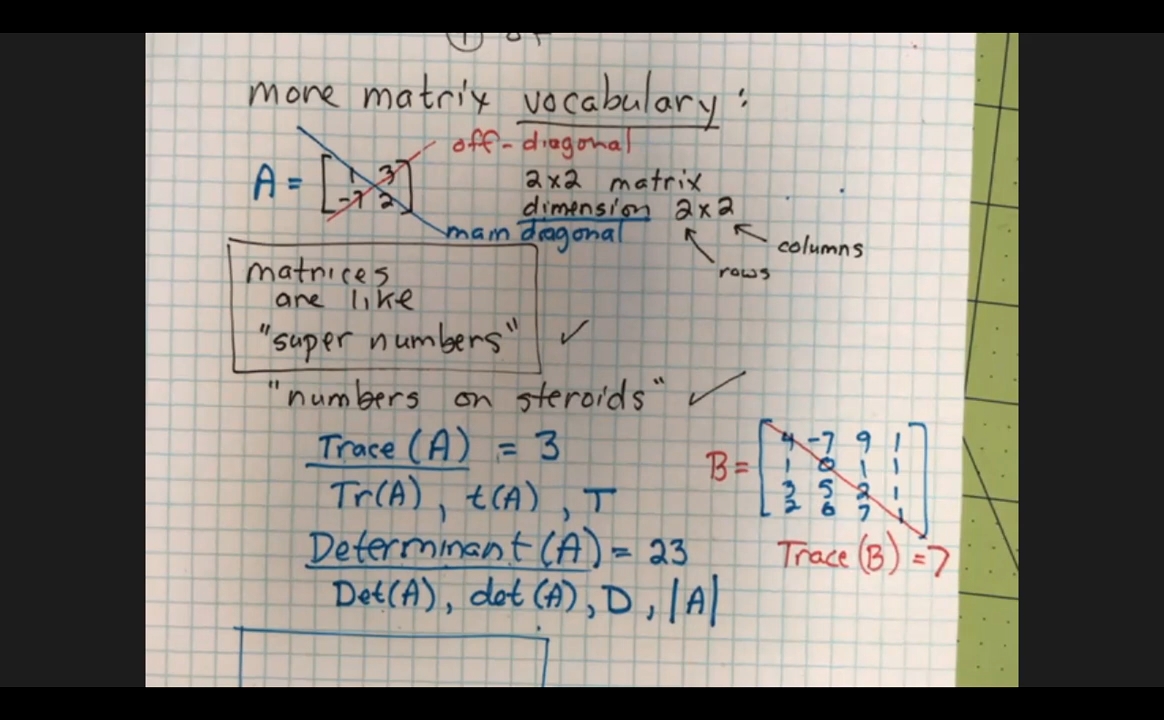 more matrix vocabulary:
off-diagonal
A = [ 1 3
-7 2 ]
2x2 matrix
dimension 2x2
main diagonal
columns
rows
matrices
are like
"super numbers" ✓
"numbers on steroids" ✓
Trace (A) = 3
Tr(A), t(A), T
B = [ 4 -7 9 1
1 0 1 1
3 5 2 1
2 6 7 1 ]
Trace (B) = 7
Determinant (A) = 23
Det(A), det(A), D, |A|